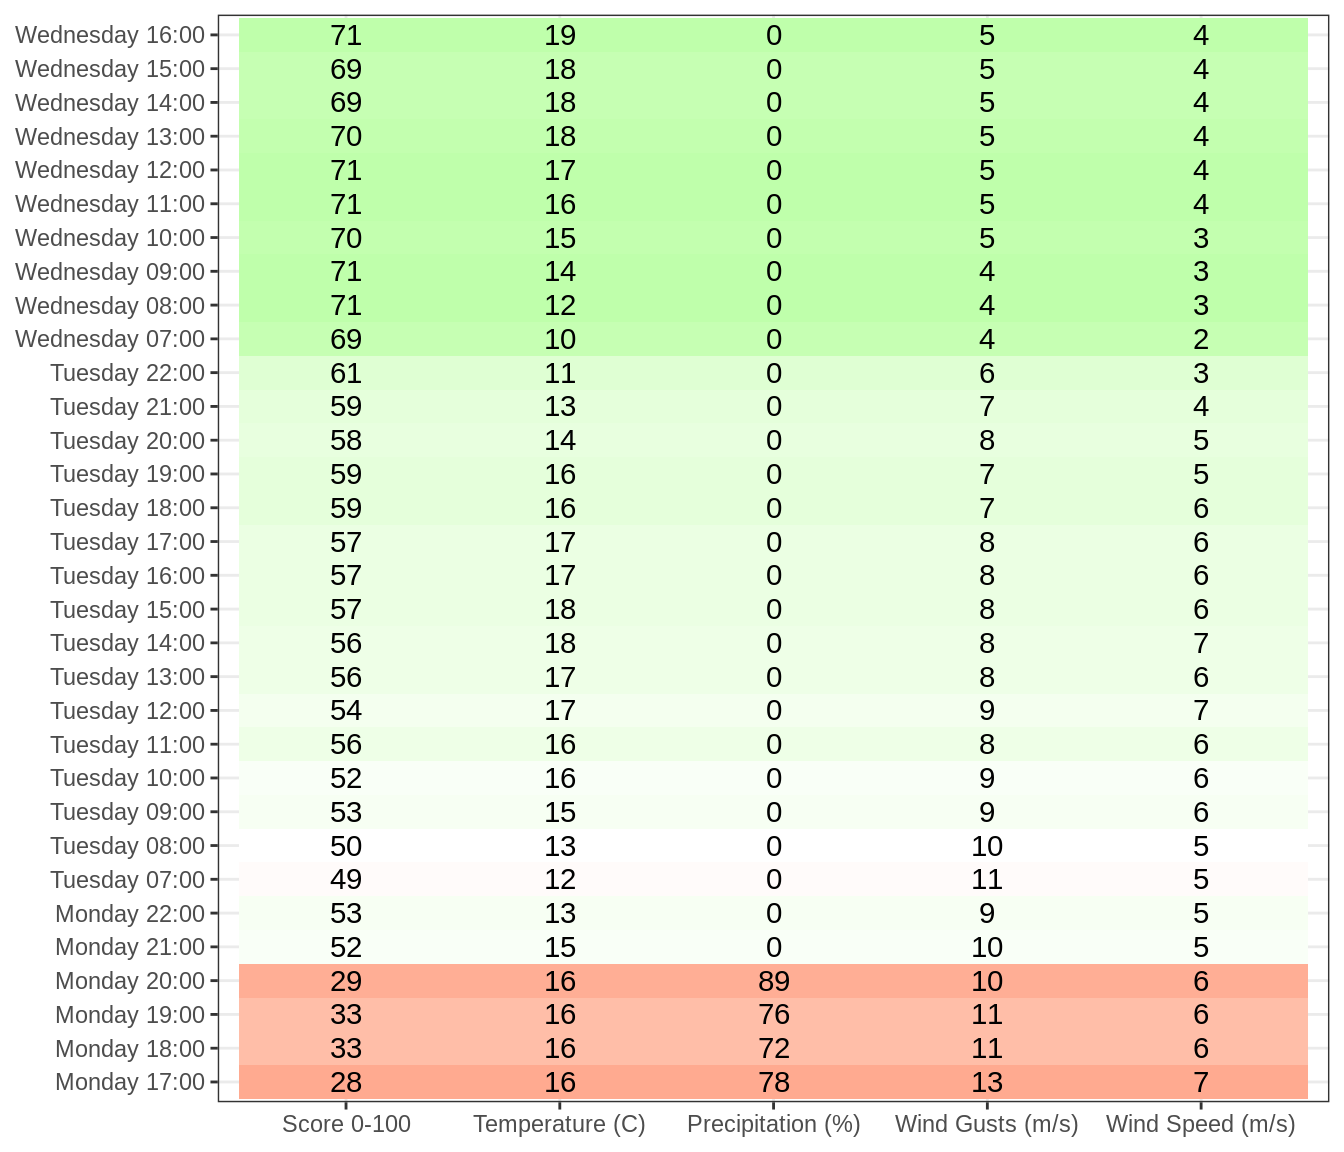 Wednesday 16:00 71 19 0 5 4
Wednesday 15:00 69 18 0 5 4
Wednesday 14:00 69 18 0 5 4
Wednesday 13:00 70 18 0 5 4
Wednesday 12:00 71 17 0 5 4
Wednesday 11:00 71 16 0 5 4
Wednesday 10:00 70 15 0 5 3
Wednesday 09:00 71 14 0 4 3
Wednesday 08:00 71 12 0 4 3
Wednesday 07:00 69 10 0 4 2
Tuesday 22:00 61 11 0 6 3
Tuesday 21:00 59 13 0 7 4
Tuesday 20:00 58 14 0 8 5
Tuesday 19:00 59 16 0 7 5
Tuesday 18:00 59 16 0 7 6
Tuesday 17:00 57 17 0 8 6
Tuesday 16:00 57 17 0 8 6
Tuesday 15:00 57 18 0 8 6
Tuesday 14:00 56 18 0 8 7
Tuesday 13:00 56 17 0 8 6
Tuesday 12:00 54 17 0 9 7
Tuesday 11:00 56 16 0 8 6
Tuesday 10:00 52 16 0 9 6
Tuesday 09:00 53 15 0 9 6
Tuesday 08:00 50 13 0 10 5
Tuesday 07:00 49 12 0 11 5
Monday 22:00 53 13 0 9 5
Monday 21:00 52 15 0 10 5
Monday 20:00 29 16 89 10 6
Monday 19:00 33 16 76 11 6
Monday 18:00 33 16 72 11 6
Monday 17:00 28 16 78 13 7
Score 0-100 Temperature (C) Precipitation (%) Wind Gusts (m/s) Wind Speed (m/s)